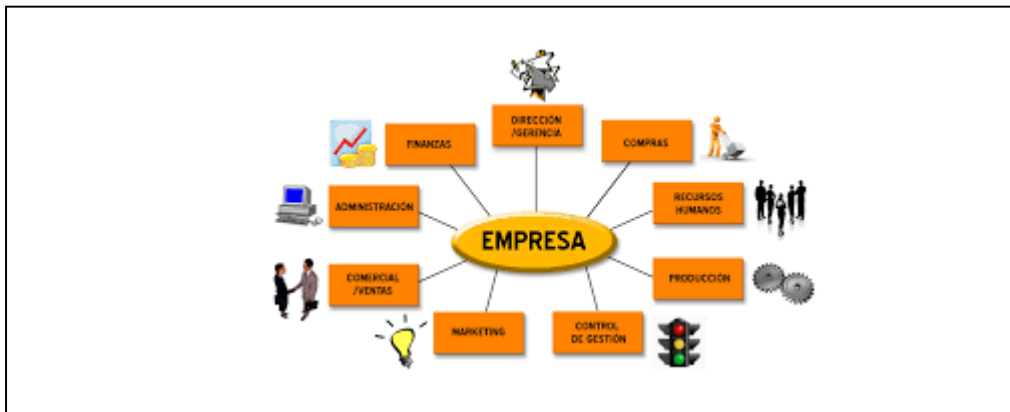 DIRECCIÓN
/GERENCIA
FINANZAS
COMPRAS
ADMINISTRACIÓN
RECURSOS
HUMANOS
EMPRESA
COMERCIAL
/VENTAS
PRODUCCIÓN
MARKETING
CONTROL
DE GESTIÓN